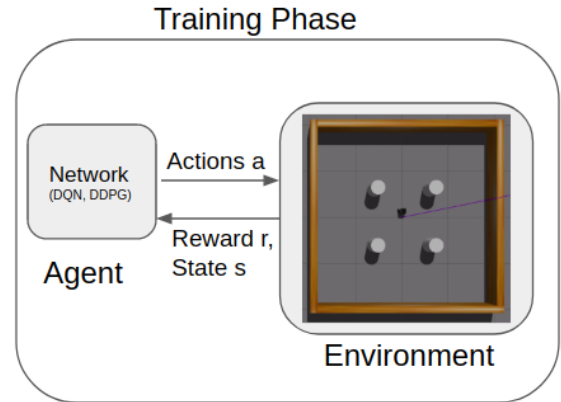 Training Phase
Network
(DQN, DDPG)
Agent
Actions a
Reward r,
State s
Environment